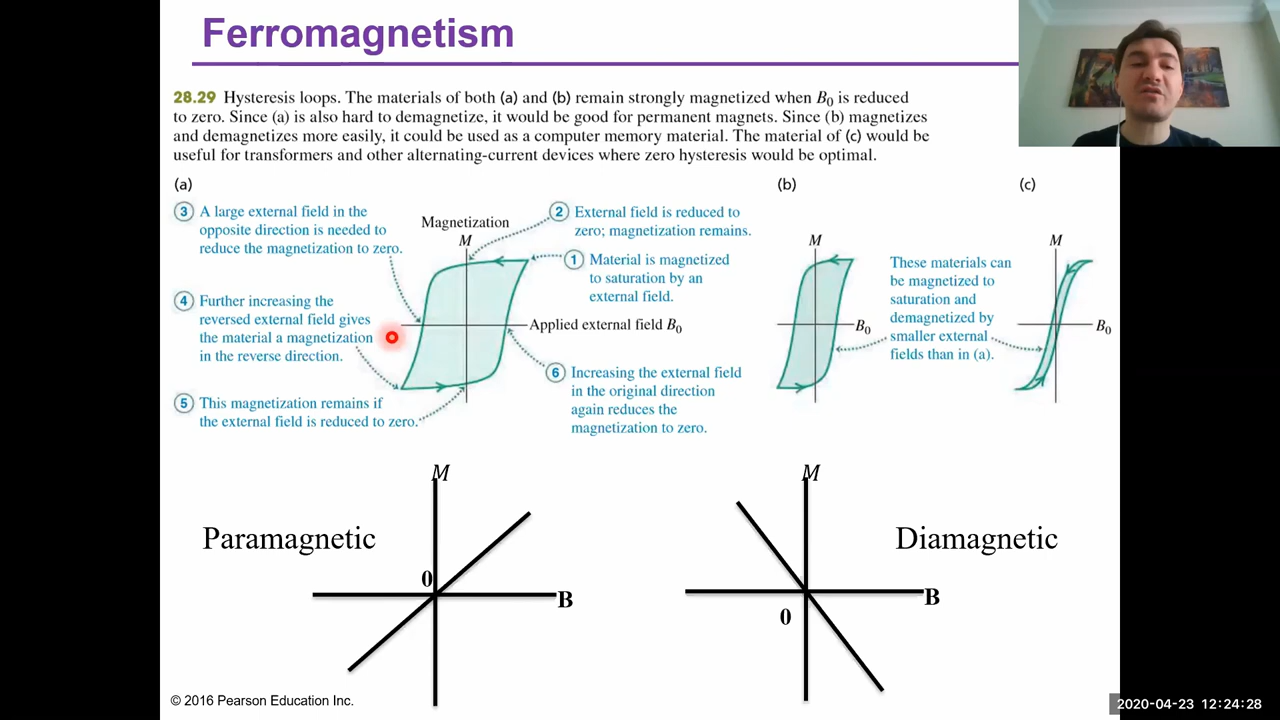 Ferromagnetism
28.29 Hysteresis loops. The materials of both (a) and (b) remain strongly magnetized when B0 is reduced
to zero. Since (a) is also hard to demagnetize, it would be good for permanent magnets. Since (b) magnetizes
and demagnetizes more easily, it could be used as a computer memory material. The material of (c) would be
useful for transformers and other alternating-current devices where zero hysteresis would be optimal.
(a)
3 A large external field in the
opposite direction is needed to
reduce the magnetization to zero.
Magnetization
M
2 External field is reduced to
zero; magnetization remains.
1 Material is magnetized
to saturation by an
external field.
4 Further increasing the
reversed external field gives
the material a magnetization
in the reverse direction.
Applied external field B0
5 This magnetization remains if
the external field is reduced to zero.
6 Increasing the external field
in the original direction
again reduces the
magnetization to zero.
(b)
M
B0
These materials can
be magnetized to
saturation and
demagnetized by
smaller external
fields than in (a).
(c)
M
B0
M
Paramagnetic
0
B
M
Diamagnetic
0
B
© 2016 Pearson Education Inc.
2020-04-23 12:24:28